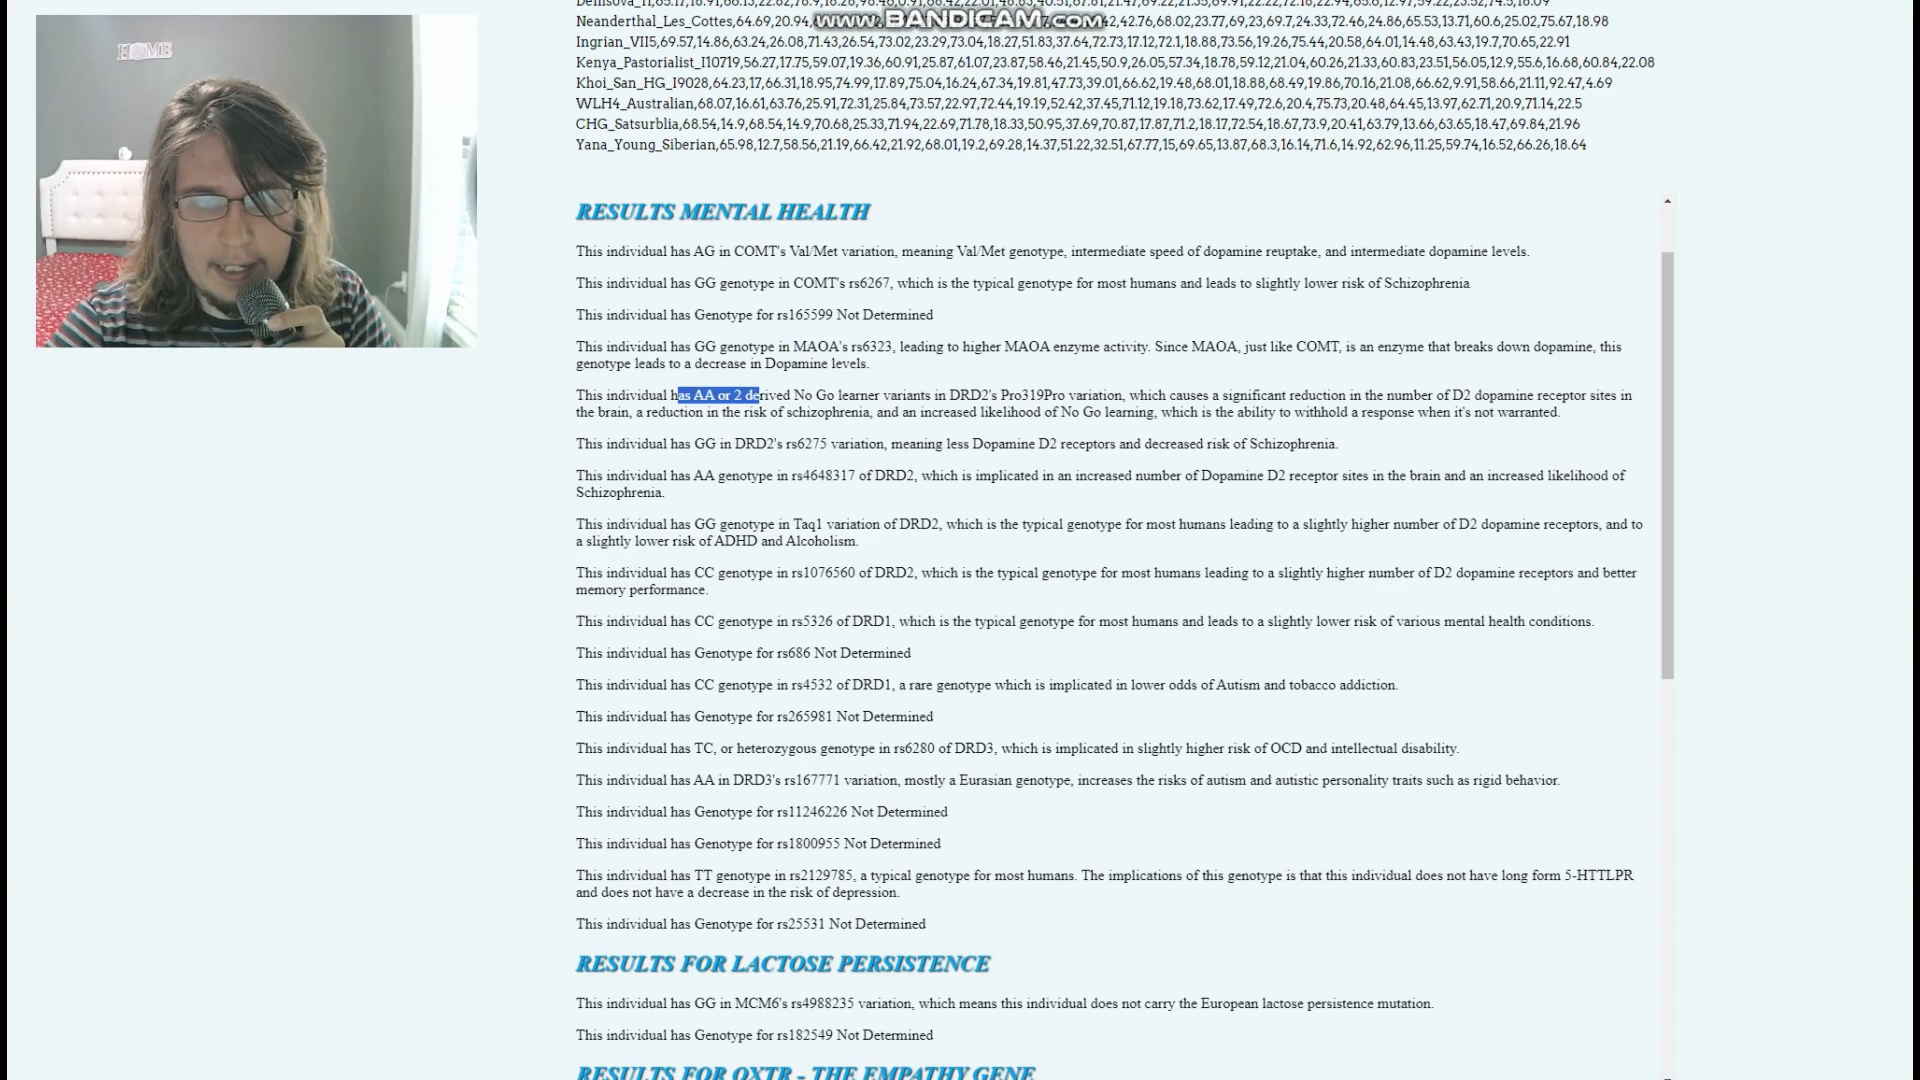 HOME
www.BANDICAM.com
Neanderthal_Les_Cottes,64.69,20.94,
42,42.76,68.02,23.77,69,23,69.7,24.33,72.46,24.86,65.53,13.71,60.6,25.02,75.67,18.98
Ingrian_VII5,69.57,14.86,63.24,26.08,71.43,26.54,73.02,23.29,73.04,18.27,51.83,37.64,72.73,17.12,72.1,18.88,73.56,19.26,75.44,20.58,64.01,14.48,63.43,19.7,70.65,22.91
Kenya_Pastorialist_I10719,56.27,17.75,59.07,19.36,60.91,25.87,61.07,23.87,58.46,21.45,50.9,26.05,57.34,18.78,59.12,21.04,60.26,21.33,60.83,23.51,56.05,12.9,55.6,16.68,60.84,22.08
Khoi_San_HG_I9028,64.23,17,66.31,18.95,74.99,17.89,75.04,16.24,67.34,19.81,47.73,39.01,66.62,19.48,68.01,18.88,68.49,19.86,70.16,21.08,66.62,9.91,58.66,21.11,92.47,4.69
WLH4_Australian,68.07,16.61,63.76,25.91,72.31,25.84,73.57,22.97,72.44,19.19,52.42,37.45,71.12,19.18,73.62,17.49,72.6,20.4,75.73,20.48,64.45,13.97,62.71,20.9,71.14,22.5
CHG_Satsurblia,68.54,14.9,68.54,14.9,70.68,25.33,71.94,22.69,71.78,18.33,50.95,37.69,70.87,17.87,71.2,18.17,72.54,18.67,73.9,20.41,63.79,13.66,63.65,18.47,69.84,21.96
Yana_Young_Siberian,65.98,12.7,58.56,21.19,66.42,21.92,68.01,19.2,69.28,14.37,51.22,32.51,67.77,15,69.65,13.87,68.3,16.14,71.6,14.92,62.96,11.25,59.74,16.52,66.26,18.64
RESULTS MENTAL HEALTH
This individual has AG in COMT's Val/Met variation, meaning Val/Met genotype, intermediate speed of dopamine reuptake, and intermediate dopamine levels.
This individual has GG genotype in COMT's rs6267, which is the typical genotype for most humans and leads to slightly lower risk of Schizophrenia
This individual has Genotype for rs165599 Not Determined
This individual has GG genotype in MAOA's rs6323, leading to higher MAOA enzyme activity. Since MAOA, just like COMT, is an enzyme that breaks down dopamine, this
genotype leads to a decrease in Dopamine levels.
This individual has AA or 2 derived No Go learner variants in DRD2's Pro319Pro variation, which causes a significant reduction in the number of D2 dopamine receptor sites in
the brain, a reduction in the risk of schizophrenia, and an increased likelihood of No Go learning, which is the ability to withhold a response when it's not warranted.
This individual has GG in DRD2's rs6275 variation, meaning less Dopamine D2 receptors and decreased risk of Schizophrenia.
This individual has AA genotype in rs4648317 of DRD2, which is implicated in an increased number of Dopamine D2 receptor sites in the brain and an increased likelihood of
Schizophrenia.
This individual has GG genotype in Taq1 variation of DRD2, which is the typical genotype for most humans leading to a slightly higher number of D2 dopamine receptors, and to
a slightly lower risk of ADHD and Alcoholism.
This individual has CC genotype in rs1076560 of DRD2, which is the typical genotype for most humans leading to a slightly higher number of D2 dopamine receptors and better
memory performance.
This individual has CC genotype in rs5326 of DRD1, which is the typical genotype for most humans and leads to a slightly lower risk of various mental health conditions.
This individual has Genotype for rs686 Not Determined
This individual has CC genotype in rs4532 of DRD1, a rare genotype which is implicated in lower odds of Autism and tobacco addiction.
This individual has Genotype for rs265981 Not Determined
This individual has TC, or heterozygous genotype in rs6280 of DRD3, which is implicated in slightly higher risk of OCD and intellectual disability.
This individual has AA in DRD3's rs167771 variation, mostly a Eurasian genotype, increases the risks of autism and autistic personality traits such as rigid behavior.
This individual has Genotype for rs11246226 Not Determined
This individual has Genotype for rs1800955 Not Determined
This individual has TT genotype in rs2129785, a typical genotype for most humans. The implications of this genotype is that this individual does not have long form 5-HTTLPR
and does not have a decrease in the risk of depression.
This individual has Genotype for rs25531 Not Determined
RESULTS FOR LACTOSE PERSISTENCE
This individual has GG in MCM6's rs4988235 variation, which means this individual does not carry the European lactose persistence mutation.
This individual has Genotype for rs182549 Not Determined
RESULTS FOR OXTR - THE EMPATHY GENE